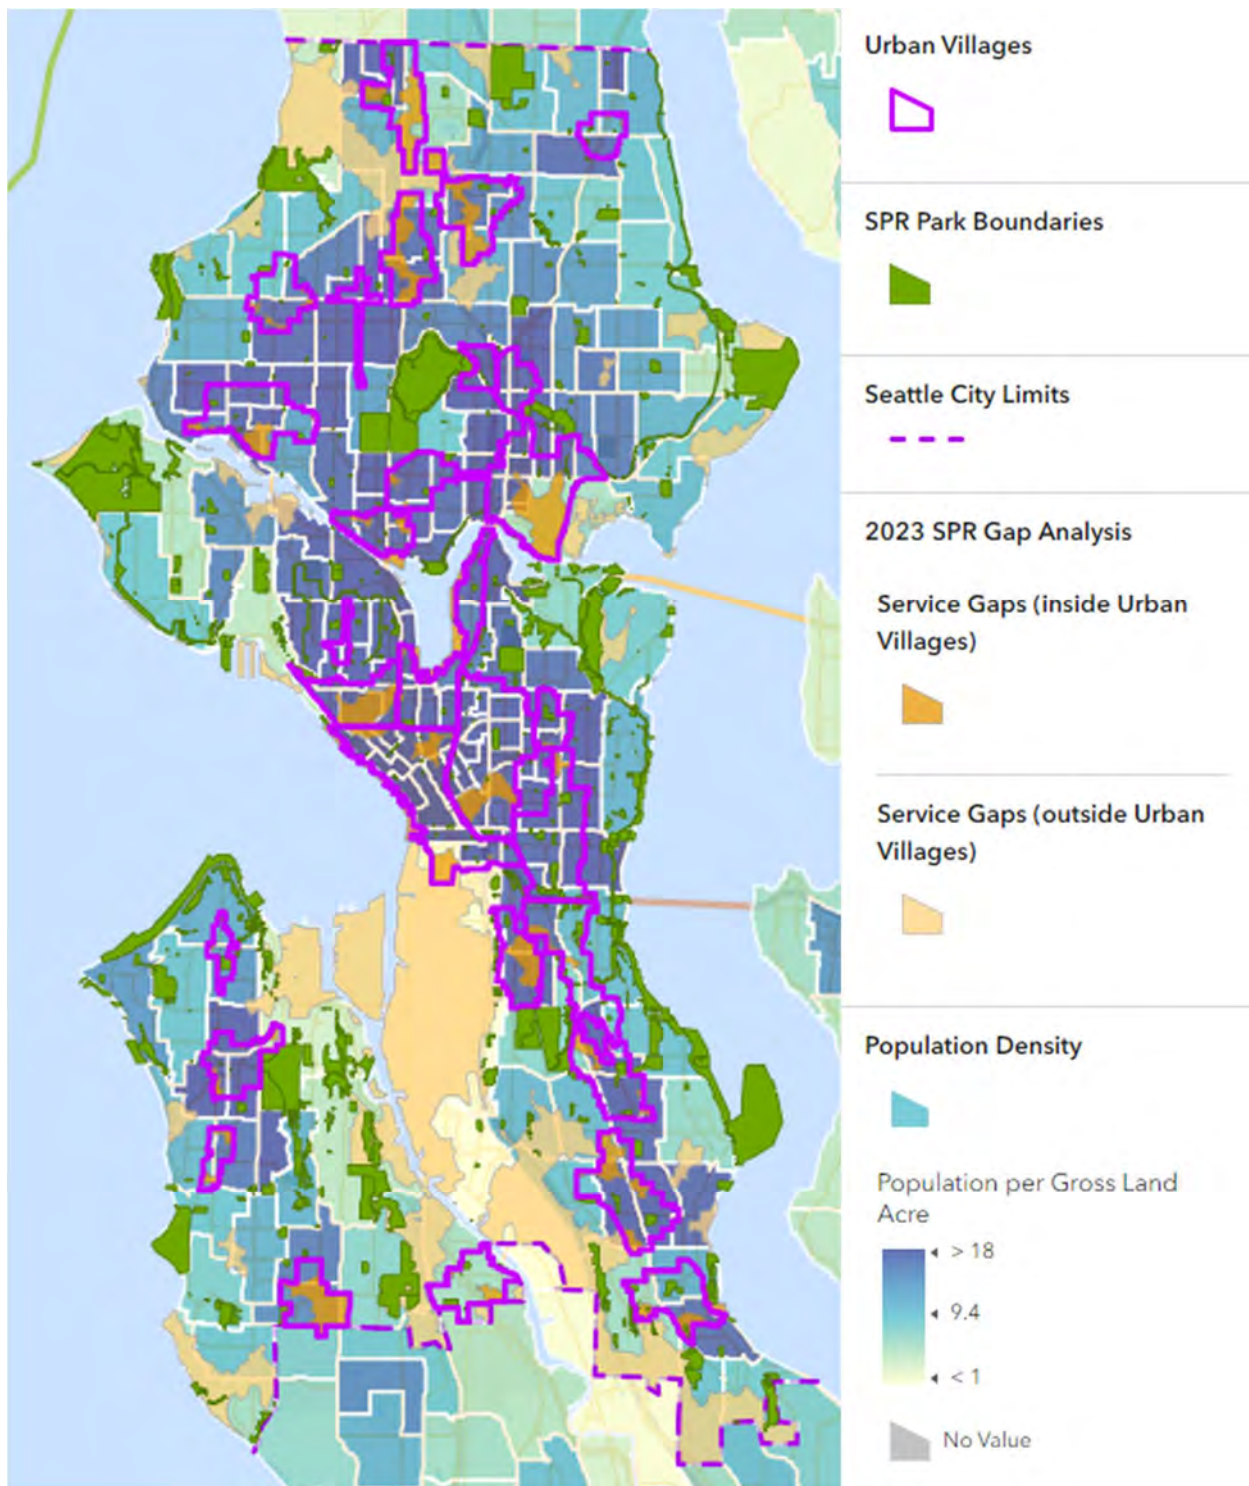 Urban Villages
SPR Park Boundaries
Seattle City Limits
2023 SPR Gap Analysis
Service Gaps (inside Urban
Villages)
Service Gaps (outside Urban
Villages)
Population Density
Population per Gross Land
Acre
> 18
9.4
< 1
No Value